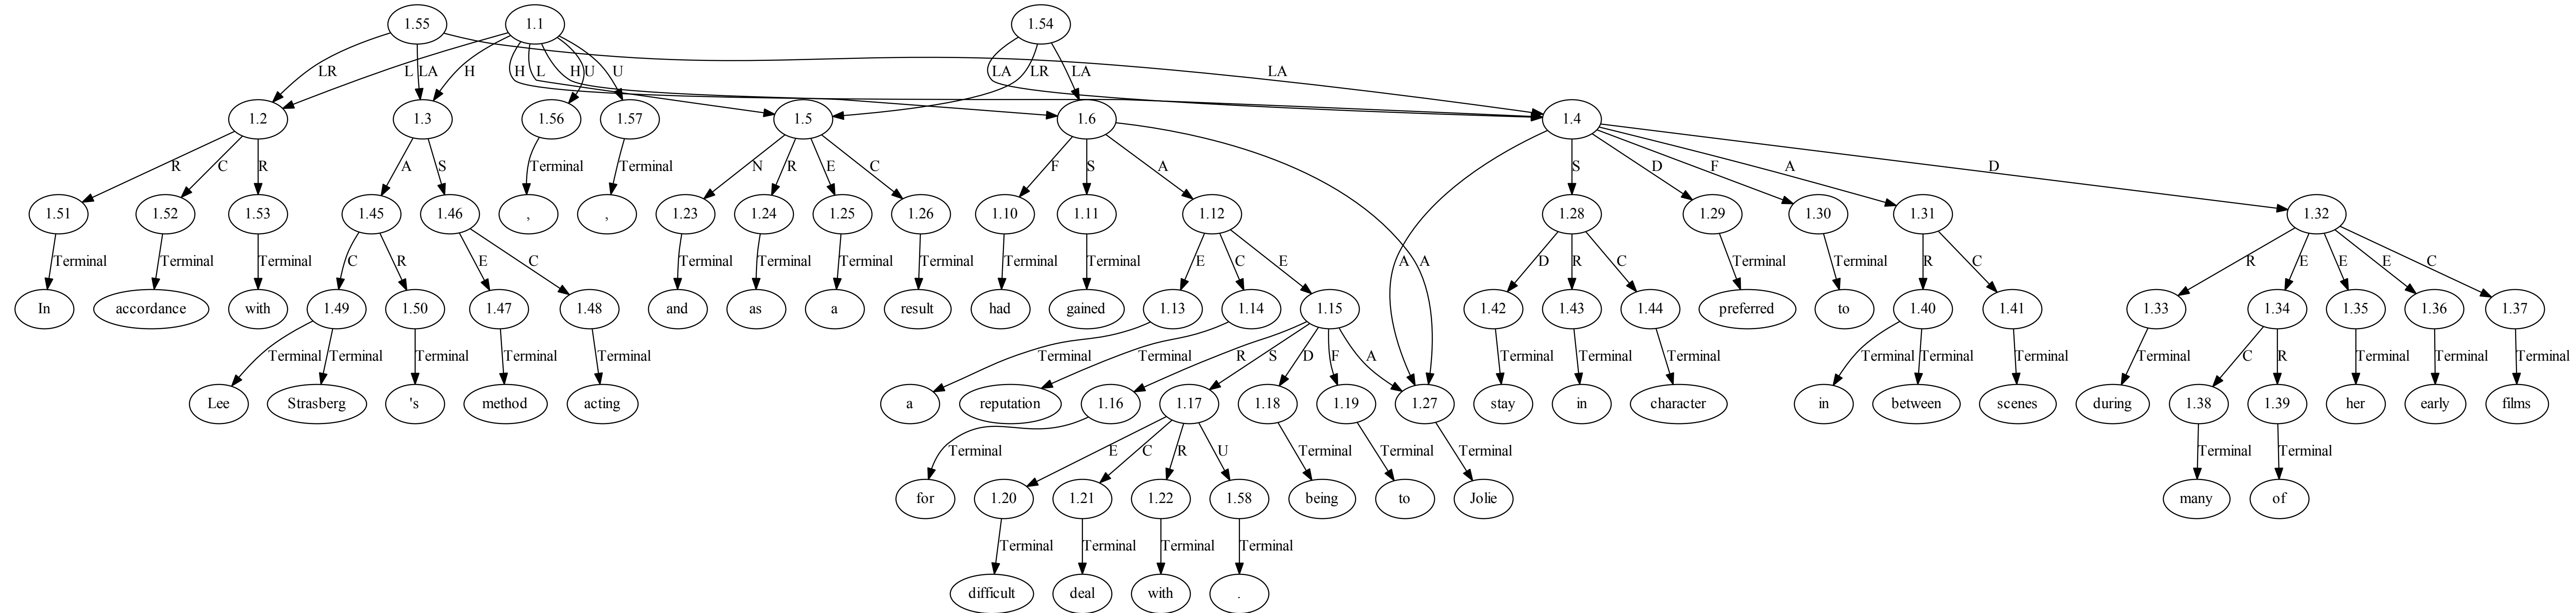 1.55 1.1 1.54
LR L LA H H L H U U LA LR LA LA
1.2 1.3 1.56 1.57 1.5 1.6 1.4
R C R A S Terminal Terminal N R E C F S A A A S D F A D
1.51 1.52 1.53 1.45 1.46 , , 1.23 1.24 1.25 1.26 1.10 1.11 1.12 1.28 1.29 1.30 1.31 1.32
Terminal Terminal Terminal C R E C Terminal Terminal Terminal Terminal Terminal Terminal E C E D R C Terminal Terminal R C R E E E C
In accordance with 1.49 1.50 1.47 1.48 and as a result had gained 1.13 1.14 1.15 1.42 1.43 1.44 preferred to 1.40 1.41 1.33 1.34 1.35 1.36 1.37
Terminal Terminal Terminal Terminal Terminal Terminal Terminal R S D F A Terminal Terminal Terminal Terminal Terminal Terminal Terminal C R Terminal Terminal Terminal
Lee Strasberg 's method acting a reputation 1.16 1.17 1.18 1.19 1.27 stay in character in between scenes during 1.38 1.39 her early films
Terminal E C R U Terminal Terminal Terminal Terminal Terminal
for 1.20 1.21 1.22 1.58 being to Jolie many of
Terminal Terminal Terminal Terminal
difficult deal with .